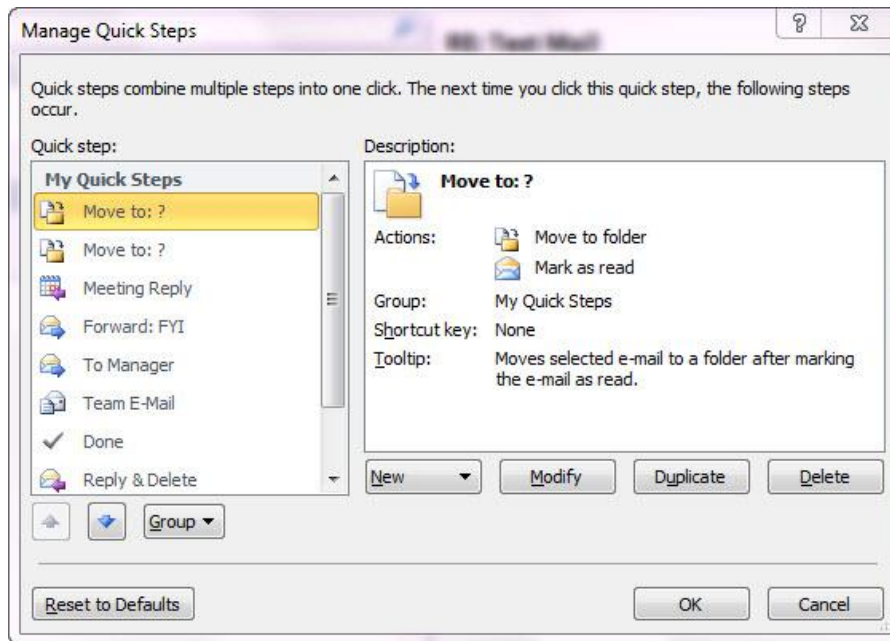 Manage Quick Steps
RE: Test Mail
Quick steps combine multiple steps into one click. The next time you click this quick step, the following steps
occur.
Quick step:
Description:
My Quick Steps
Move to: ?
Move to: ?
Meeting Reply
Forward: FYI
To Manager
Team E-Mail
Done
Reply & Delete
Move to: ?
Actions: Move to folder
Mark as read
Group: My Quick Steps
Shortcut key: None
Tooltip: Moves selected e-mail to a folder after marking
the e-mail as read.
New
Modify
Duplicate
Delete
Group
Reset to Defaults
OK
Cancel